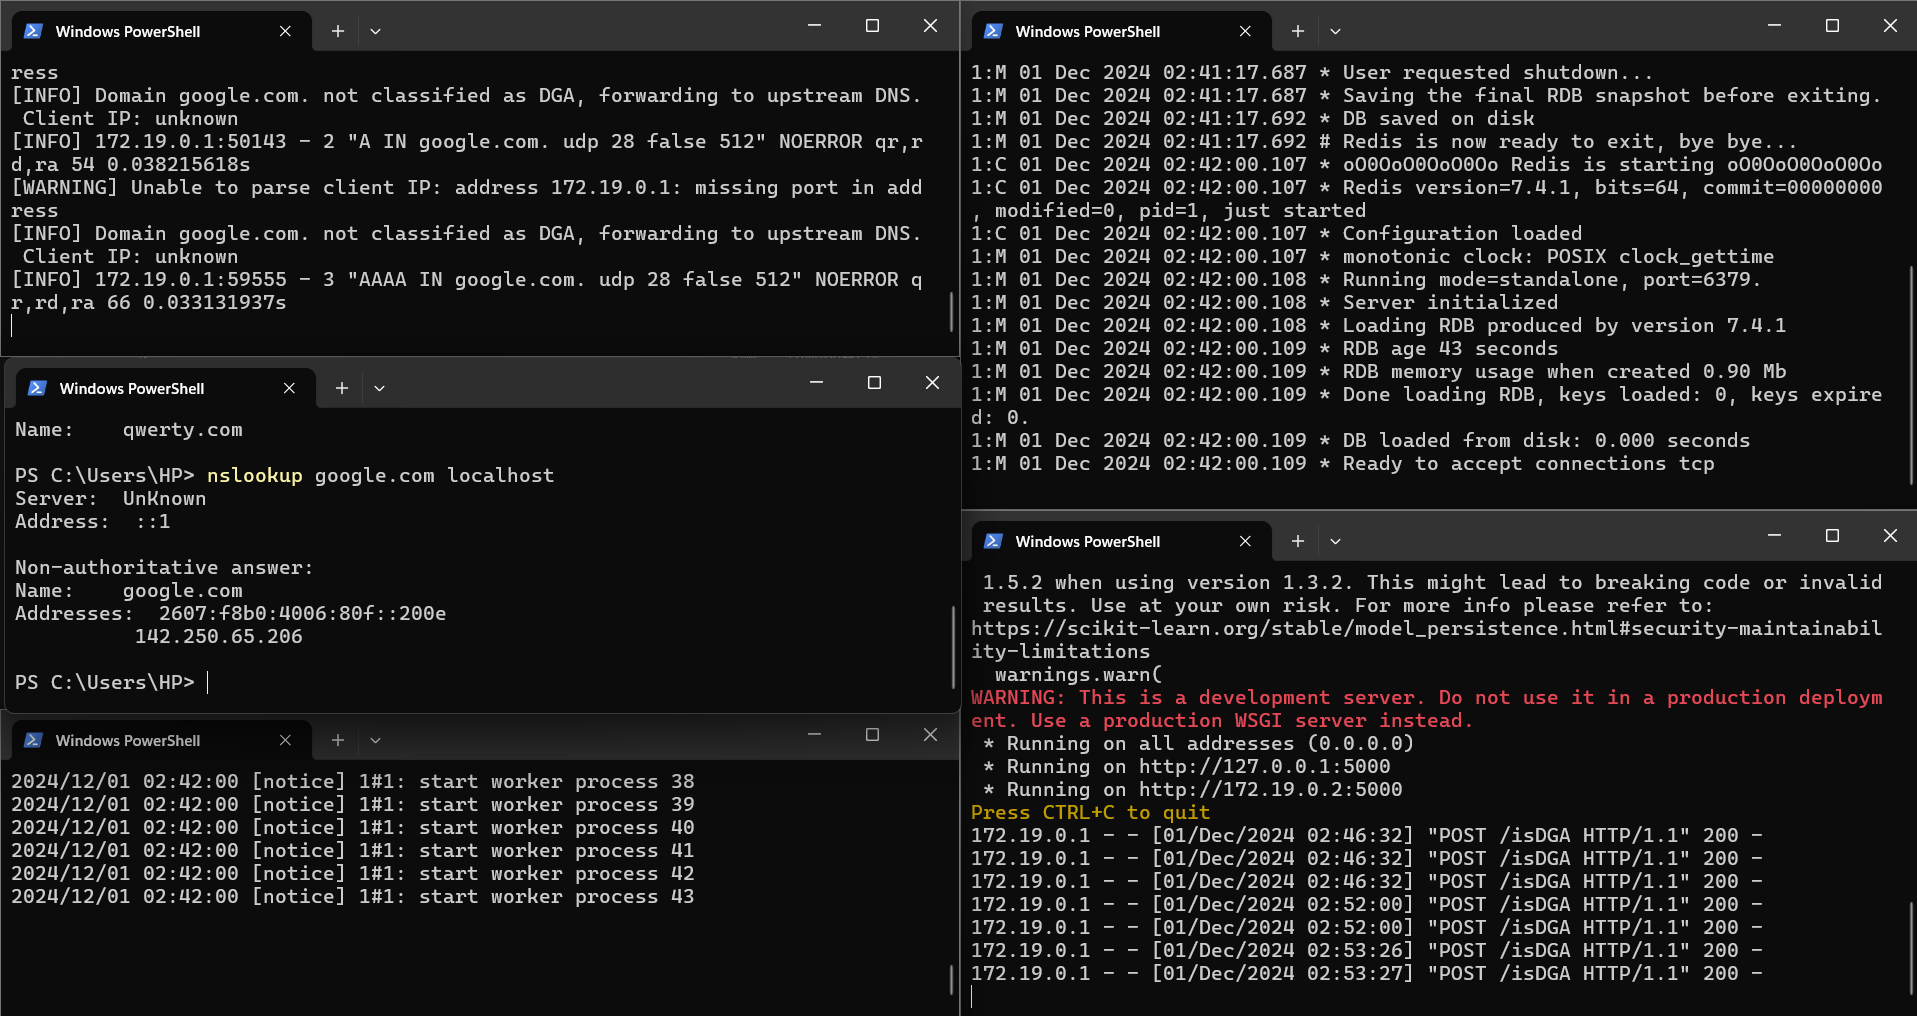 Windows PowerShell
ress
[INFO] Domain google.com. not classified as DGA, forwarding to upstream DNS.
 Client IP: unknown
[INFO] 172.19.0.1:50143 - 2 "A IN google.com. udp 28 false 512" NOERROR qr,r
d,ra 54 0.038215618s
[WARNING] Unable to parse client IP: address 172.19.0.1: missing port in add
ress
[INFO] Domain google.com. not classified as DGA, forwarding to upstream DNS.
 Client IP: unknown
[INFO] 172.19.0.1:59555 - 3 "AAAA IN google.com. udp 28 false 512" NOERROR q
r,rd,ra 66 0.033131937s
Windows PowerShell
Name:    qwerty.com
PS C:\Users\HP> nslookup google.com localhost
Server:  UnKnown
Address:  ::1
Non-authoritative answer:
Name:    google.com
Addresses:  2607:f8b0:4006:80f::200e
          142.250.65.206
PS C:\Users\HP>
Windows PowerShell
2024/12/01 02:42:00 [notice] 1#1: start worker process 38
2024/12/01 02:42:00 [notice] 1#1: start worker process 39
2024/12/01 02:42:00 [notice] 1#1: start worker process 40
2024/12/01 02:42:00 [notice] 1#1: start worker process 41
2024/12/01 02:42:00 [notice] 1#1: start worker process 42
2024/12/01 02:42:00 [notice] 1#1: start worker process 43
Windows PowerShell
1:M 01 Dec 2024 02:41:17.687 * User requested shutdown...
1:M 01 Dec 2024 02:41:17.687 * Saving the final RDB snapshot before exiting.
1:M 01 Dec 2024 02:41:17.692 * DB saved on disk
1:M 01 Dec 2024 02:41:17.692 # Redis is now ready to exit, bye bye...
1:C 01 Dec 2024 02:42:00.107 * oO0OoO0OoO0Oo Redis is starting oO0OoO0OoO0Oo
1:C 01 Dec 2024 02:42:00.107 * Redis version=7.4.1, bits=64, commit=00000000
, modified=0, pid=1, just started
1:C 01 Dec 2024 02:42:00.107 * Configuration loaded
1:M 01 Dec 2024 02:42:00.107 * monotonic clock: POSIX clock_gettime
1:M 01 Dec 2024 02:42:00.108 * Running mode=standalone, port=6379.
1:M 01 Dec 2024 02:42:00.108 * Server initialized
1:M 01 Dec 2024 02:42:00.108 * Loading RDB produced by version 7.4.1
1:M 01 Dec 2024 02:42:00.109 * RDB age 43 seconds
1:M 01 Dec 2024 02:42:00.109 * RDB memory usage when created 0.90 Mb
1:M 01 Dec 2024 02:42:00.109 * Done loading RDB, keys loaded: 0, keys expire
d: 0.
1:M 01 Dec 2024 02:42:00.109 * DB loaded from disk: 0.000 seconds
1:M 01 Dec 2024 02:42:00.109 * Ready to accept connections tcp
Windows PowerShell
 1.5.2 when using version 1.3.2. This might lead to breaking code or invalid
 results. Use at your own risk. For more info please refer to:
https://scikit-learn.org/stable/model_persistence.html#security-maintainabil
ity-limitations
  warnings.warn(
WARNING: This is a development server. Do not use it in a production deploym
ent. Use a production WSGI server instead.
 * Running on all addresses (0.0.0.0)
 * Running on http://127.0.0.1:5000
 * Running on http://172.19.0.2:5000
Press CTRL+C to quit
172.19.0.1 - - [01/Dec/2024 02:46:32] "POST /isDGA HTTP/1.1" 200 -
172.19.0.1 - - [01/Dec/2024 02:46:32] "POST /isDGA HTTP/1.1" 200 -
172.19.0.1 - - [01/Dec/2024 02:46:32] "POST /isDGA HTTP/1.1" 200 -
172.19.0.1 - - [01/Dec/2024 02:52:00] "POST /isDGA HTTP/1.1" 200 -
172.19.0.1 - - [01/Dec/2024 02:52:00] "POST /isDGA HTTP/1.1" 200 -
172.19.0.1 - - [01/Dec/2024 02:53:26] "POST /isDGA HTTP/1.1" 200 -
172.19.0.1 - - [01/Dec/2024 02:53:27] "POST /isDGA HTTP/1.1" 200 -